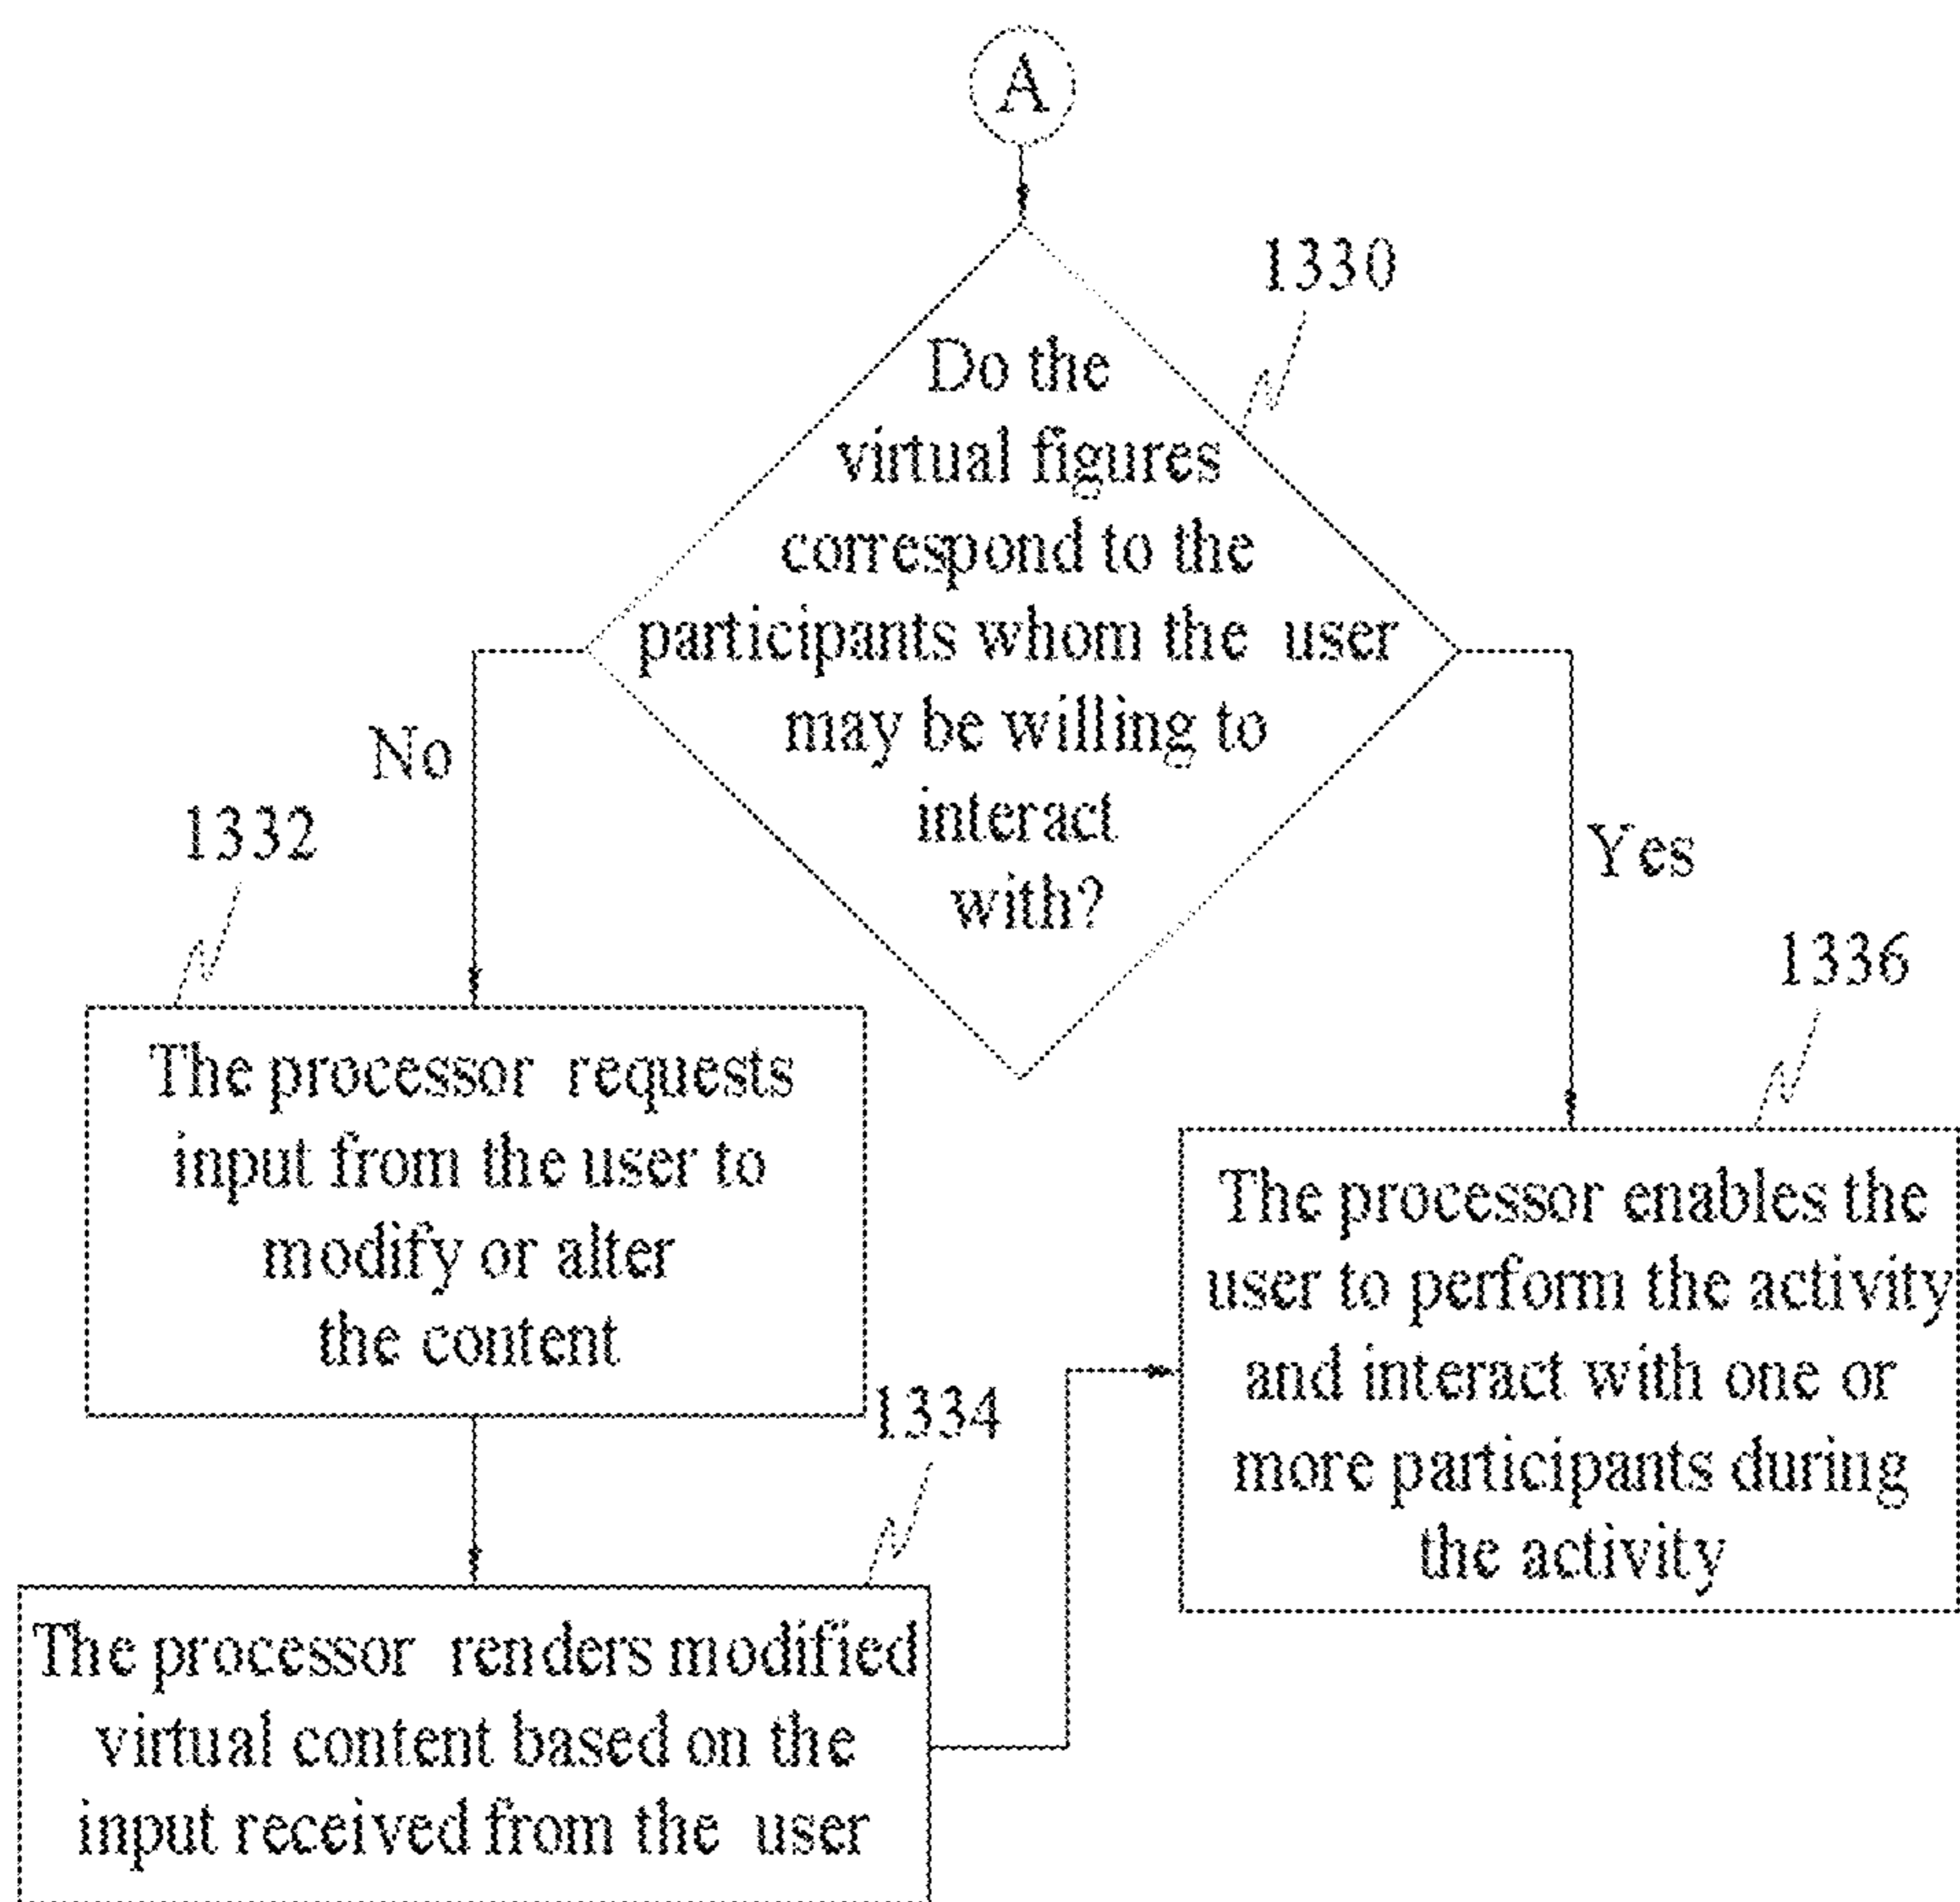 A
1330
Do the
virtual figures
correspond to the
participants whom the user
may be willing to
interact
with?
No
Yes
1332
The processor requests
input from the user to
modify or alter
the content
1336
The processor enables the
user to perform the activity
and interact with one or
more participants during
the activity
1334
The processor renders modified
virtual content based on the
input received from the user